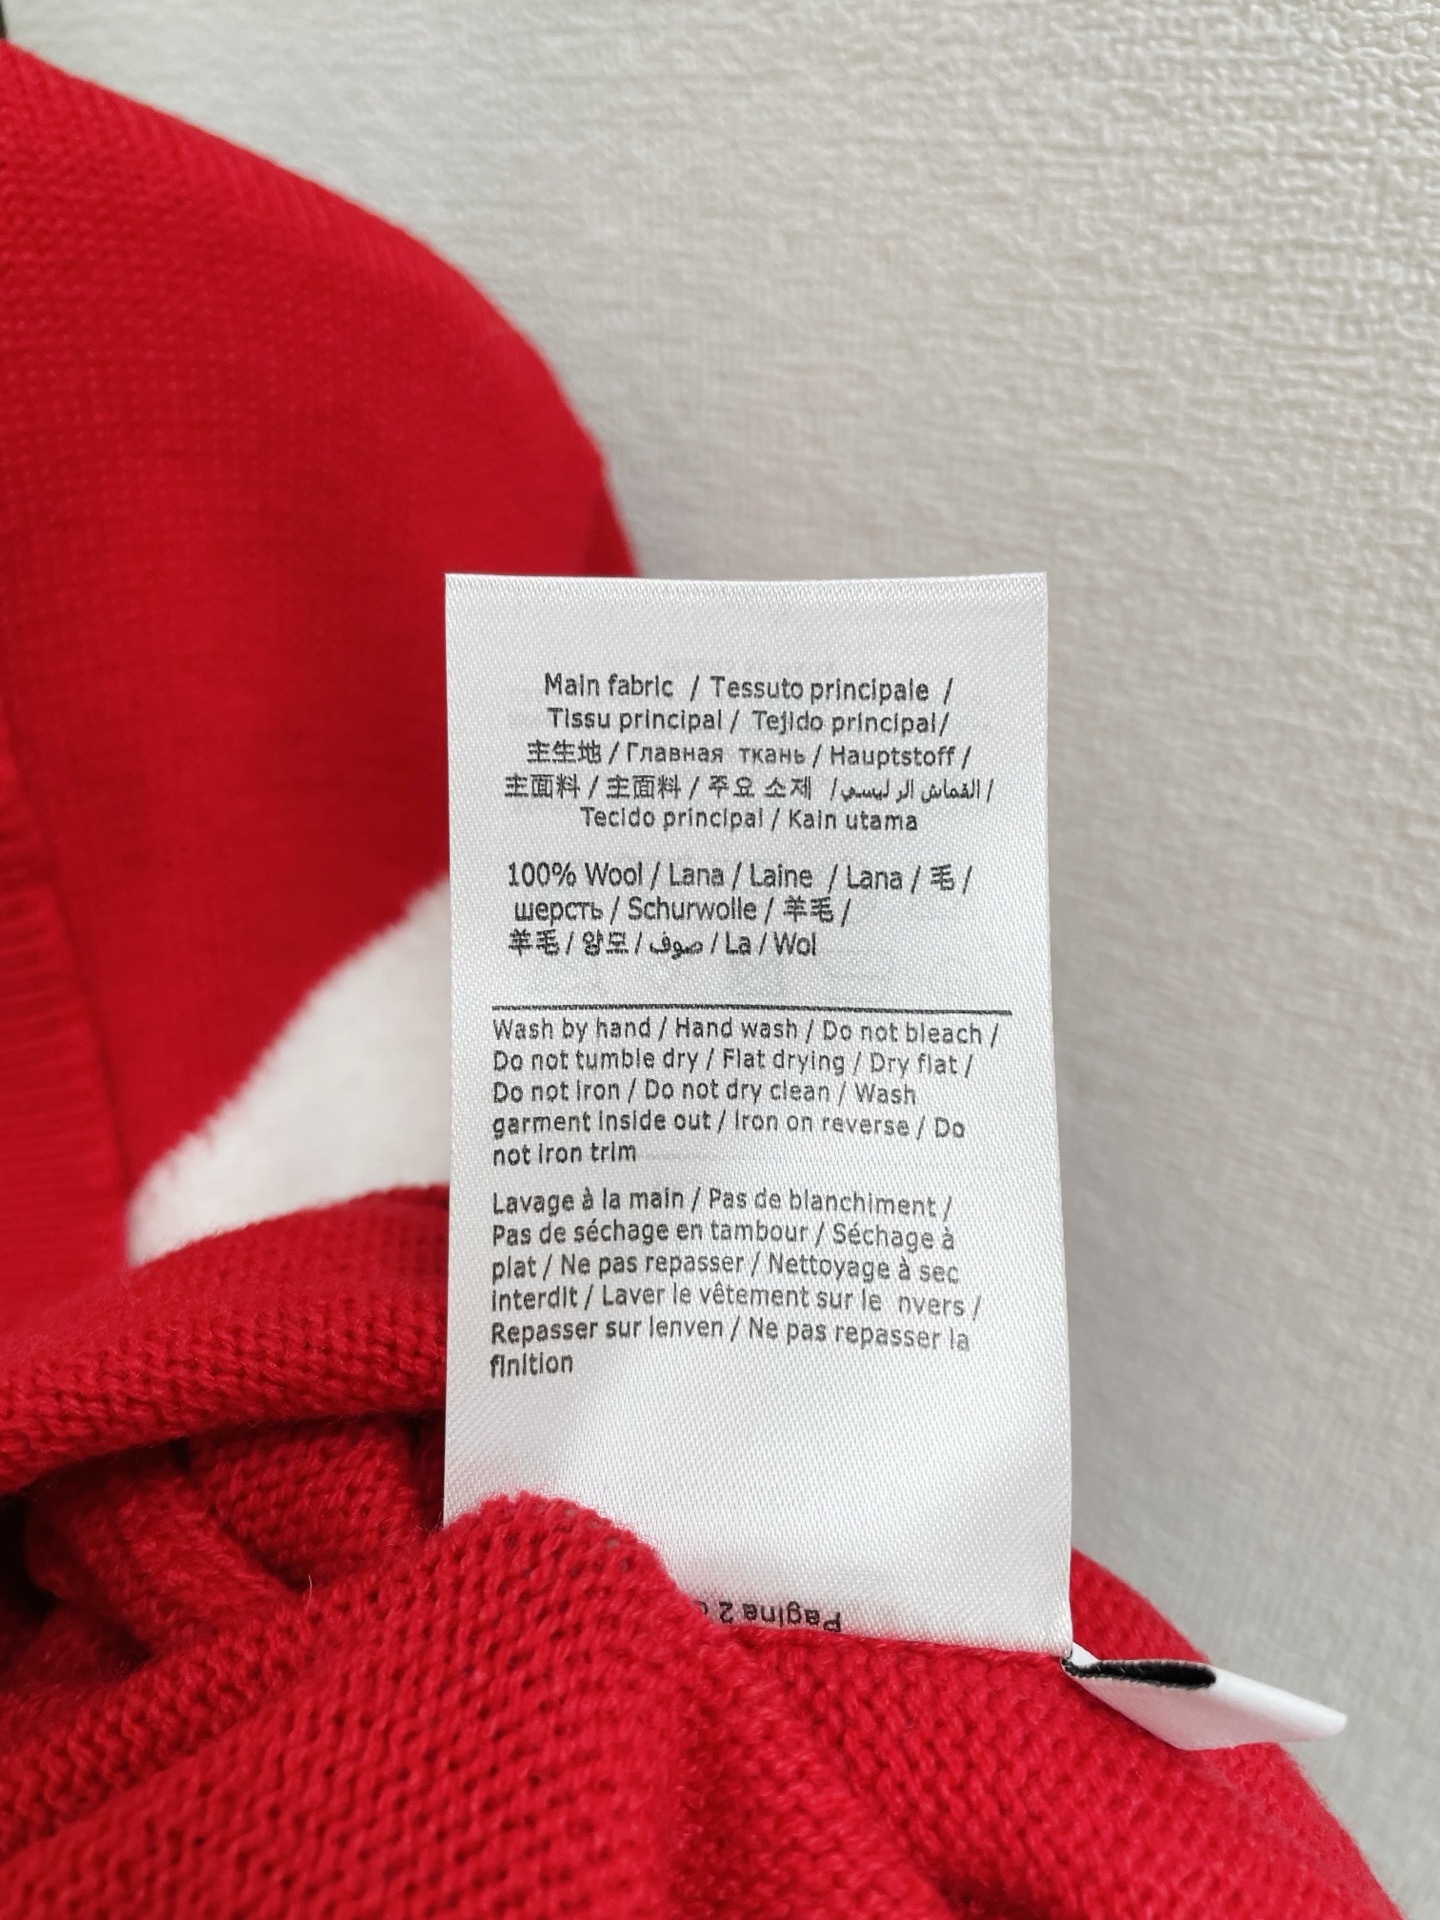 Main fabric / Tessuto principale /
Tissu principal / Tejido principal/
主生地 / Главная ткань / Hauptstoff /
主面料 / 主面料 / 주요 소재 /القماش الرئيسي /
Tecido principal / Kain utama
100% Wool / Lana / Laine / Lana / 毛 /
шерсть / Schurwolle / 羊毛 /
羊毛 / 양모 / صوف / La / Wol
Wash by hand / Hand wash / Do not bleach /
Do not tumble dry / Flat drying / Dry flat /
Do not iron / Do not dry clean / Wash
garment inside out / Iron on reverse / Do
not iron trim
Lavage à la main / Pas de blanchiment /
Pas de séchage en tambour / Séchage à
plat / Ne pas repasser / Nettoyage à sec
interdit / Laver le vêtement sur le nvers /
Repasser sur lenven / Ne pas repasser la
finition
Pagina 2